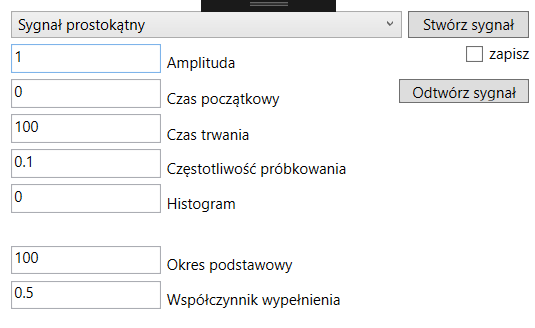 Sygnał prostokątny Stwórz sygnał
1 Amplituda zapisz
0 Czas początkowy Odtwórz sygnał
100 Czas trwania
0.1 Częstotliwość próbkowania
0 Histogram
100 Okres podstawowy
0.5 Współczynnik wypełnienia